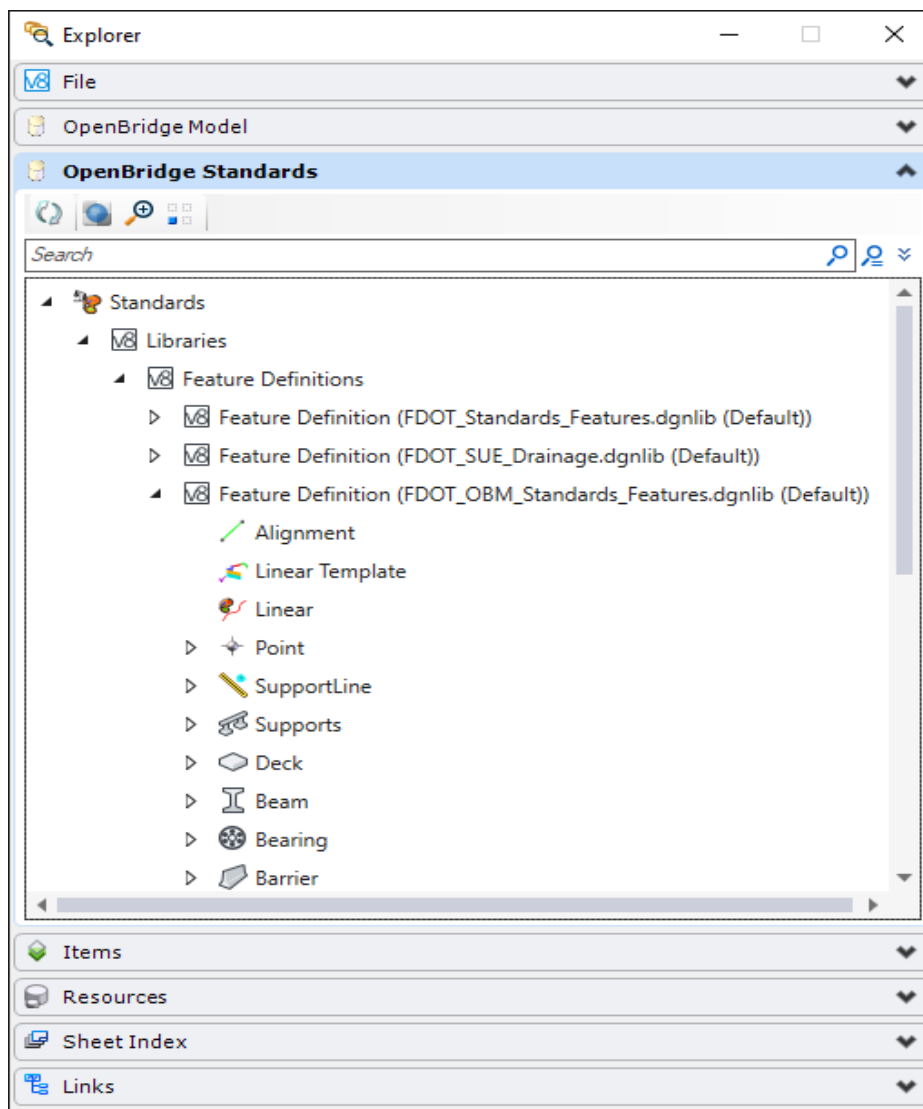 Explorer
File
OpenBridge Model
OpenBridge Standards
Search
Standards
Libraries
Feature Definitions
Feature Definition (FDOT_Standards_Features.dgnlib (Default))
Feature Definition (FDOT_SUE_Drainage.dgnlib (Default))
Feature Definition (FDOT_OBM_Standards_Features.dgnlib (Default))
Alignment
Linear Template
Linear
Point
SupportLine
Supports
Deck
Beam
Bearing
Barrier
Items
Resources
Sheet Index
Links